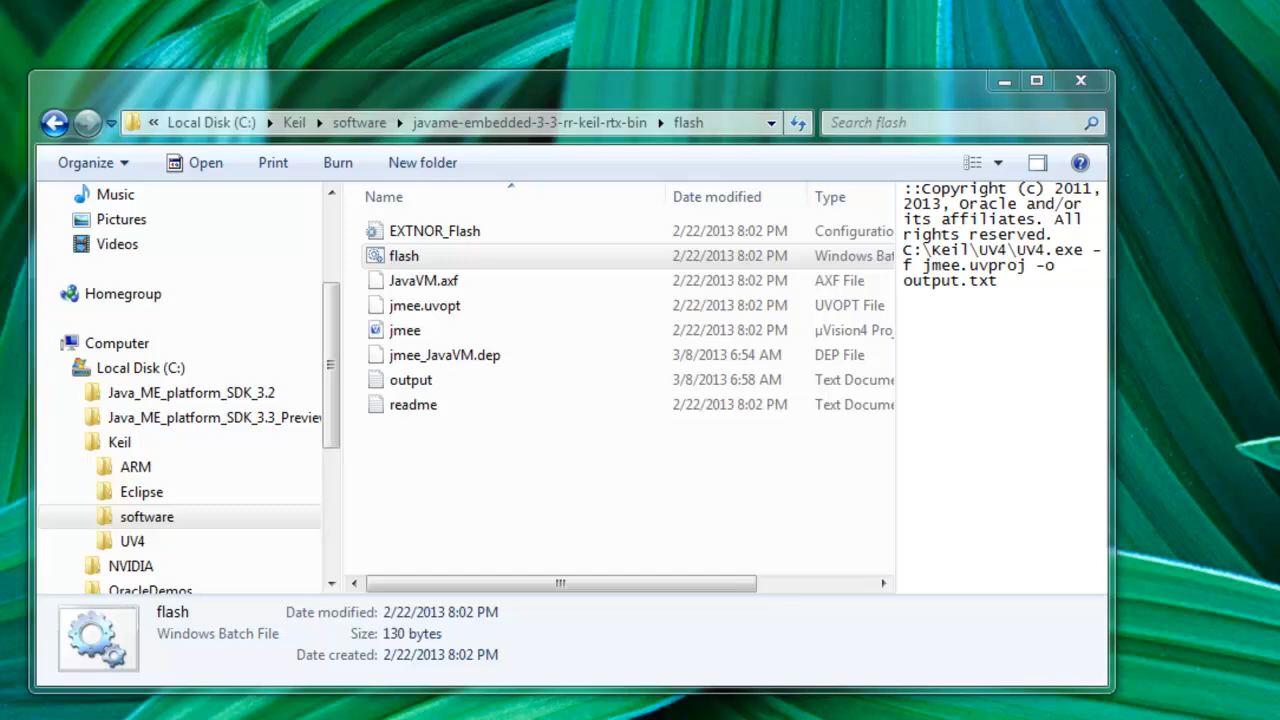 « Local Disk (C:) Keil software javame-embedded-3-3-rr-keil-rtx-bin flash Search flash
Organize Open Print Burn New folder
Music
Pictures
Videos
Homegroup
Computer
Local Disk (C:)
Java_ME_platform_SDK_3.2
Java_ME_platform_SDK_3.3_Preview
Keil
ARM
Eclipse
software
UV4
NVIDIA
OracleDemos
Name Date modified Type
EXTNOR_Flash 2/22/2013 8:02 PM Configuratio
flash 2/22/2013 8:02 PM Windows Bat
JavaVM.axf 2/22/2013 8:02 PM AXF File
jmee.uvopt 2/22/2013 8:02 PM UVOPT File
jmee 2/22/2013 8:02 PM µVision4 Proj
jmee_JavaVM.dep 3/8/2013 6:54 AM DEP File
output 3/8/2013 6:58 AM Text Docume
readme 2/22/2013 8:02 PM Text Docume
::Copyright (c) 2011,
2013, Oracle and/or
its affiliates. All
rights reserved.
C:\Keil\UV4\UV4.exe -
f jmee.uvproj -o
output.txt
flash Date modified: 2/22/2013 8:02 PM
Windows Batch File Size: 130 bytes
Date created: 2/22/2013 8:02 PM